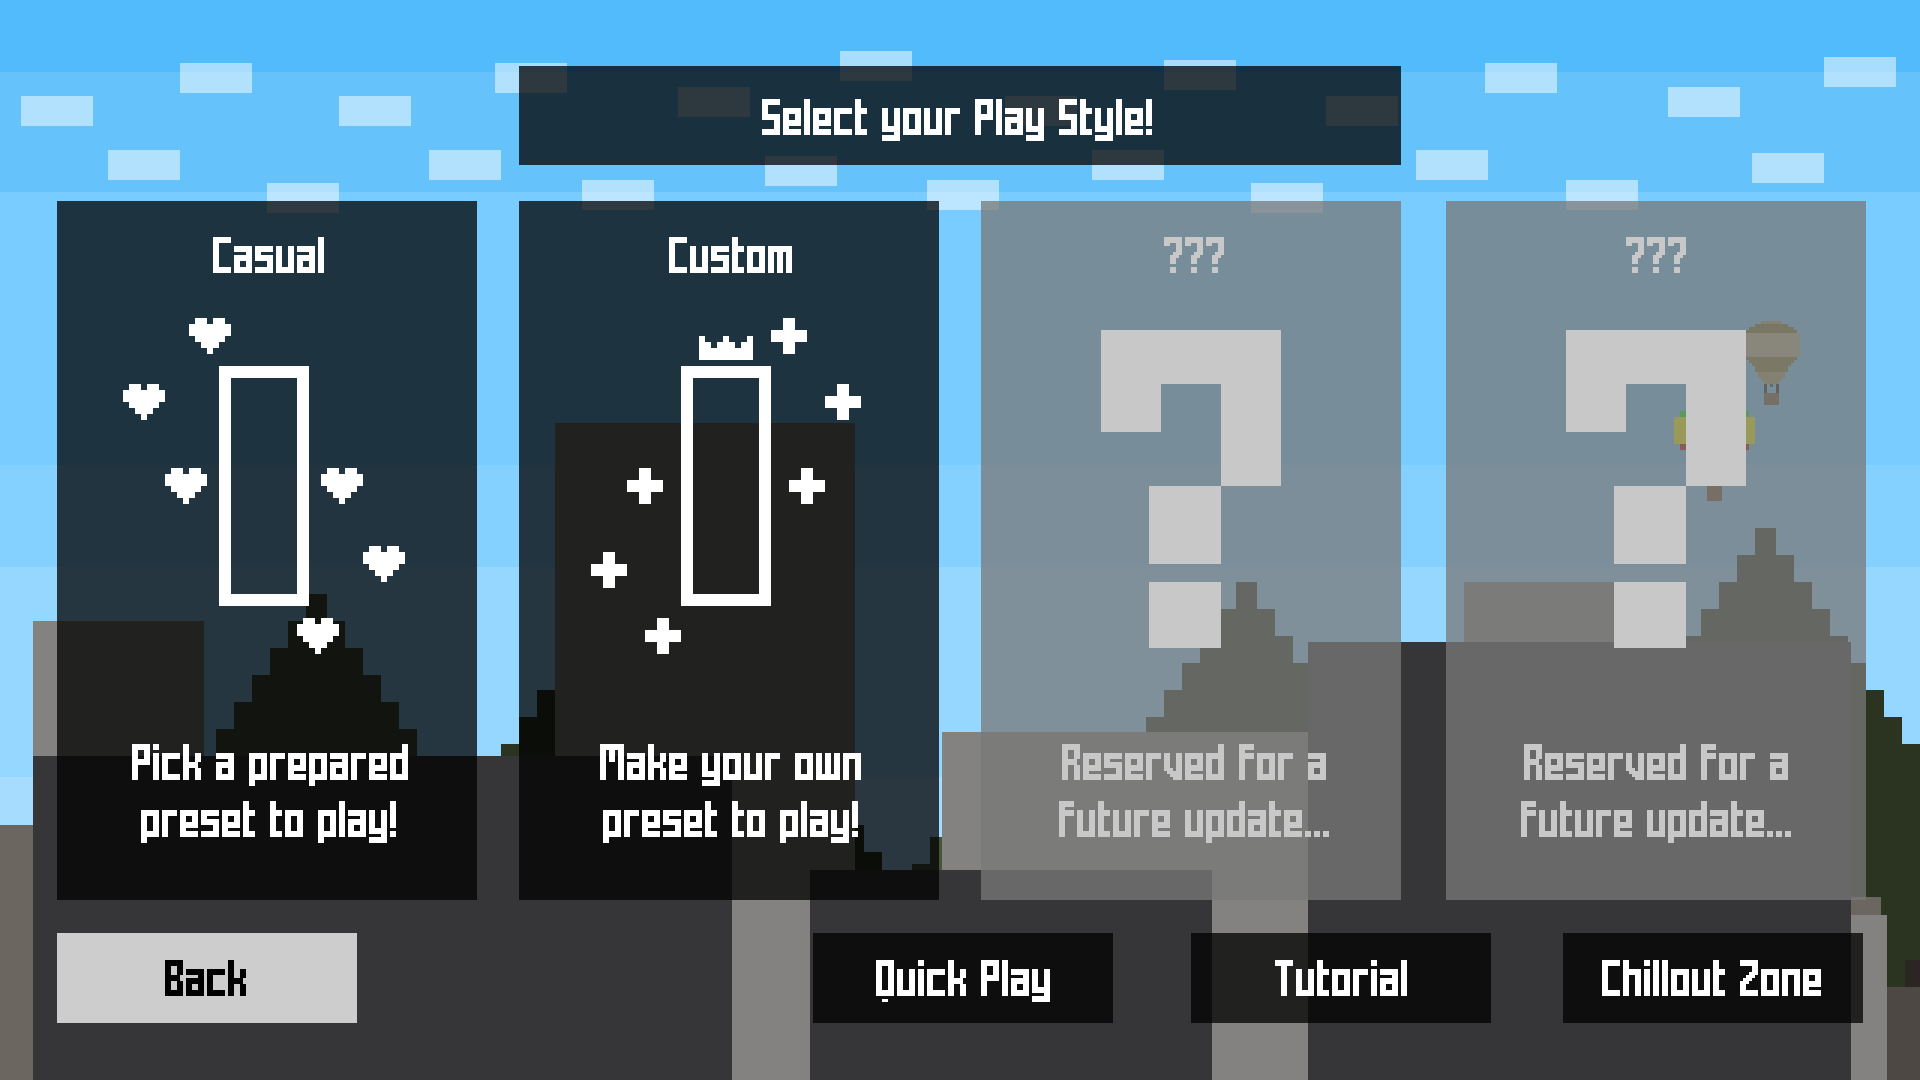 Select your Play Style!
Casual
Pick a prepared
preset to play!
Custom
Make your own
preset to play!
???
Reserved for a
future update...
???
Reserved for a
future update...
Back
Quick Play
Tutorial
Chillout Zone